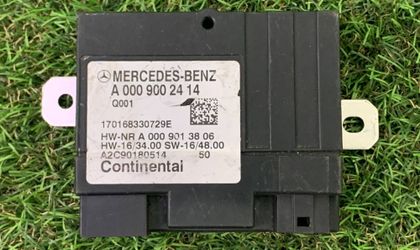 MERCEDES-BENZ
A 000 900 24 14
Q001
170168330729E
HW-NR A 000 901 38 06
HW-16/34.00 SW-16/48.00
A2C90180514 50
Continental